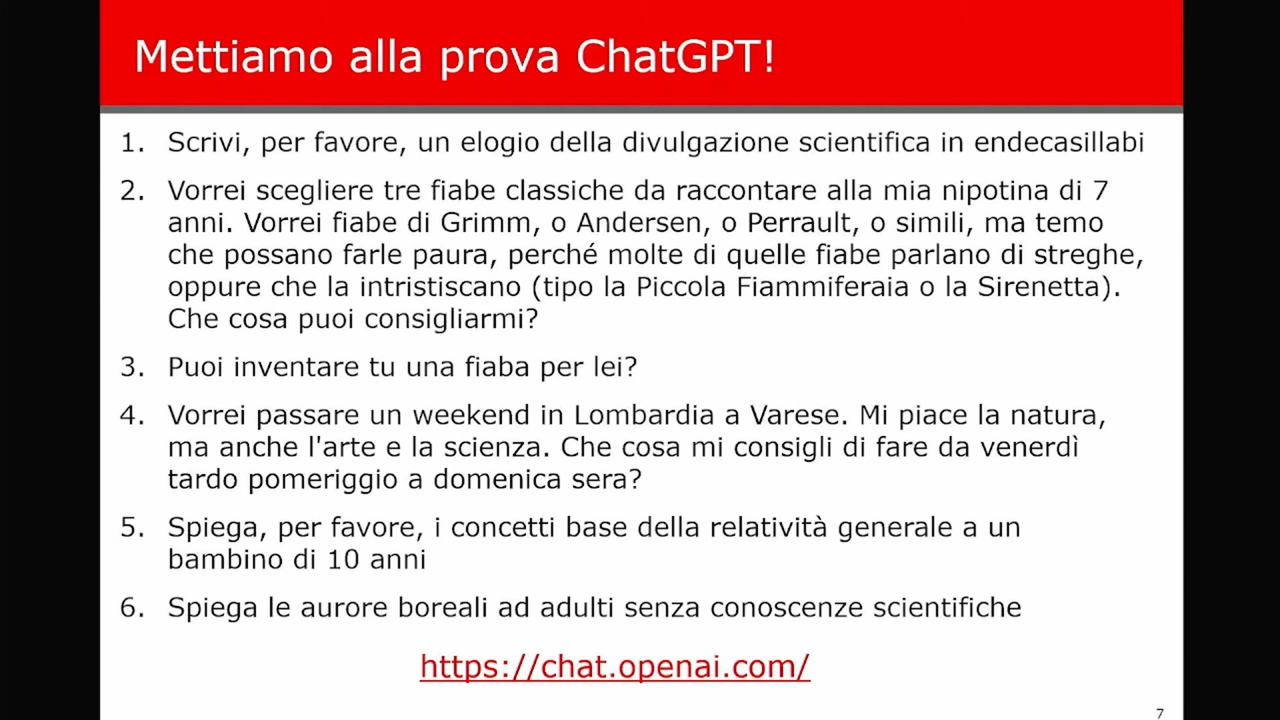 Mettiamo alla prova ChatGPT!
1. Scrivi, per favore, un elogio della divulgazione scientifica in endecasillabi
2. Vorrei scegliere tre fiabe classiche da raccontare alla mia nipotina di 7
anni. Vorrei fiabe di Grimm, o Andersen, o Perrault, o simili, ma temo
che possano farle paura, perché molte di quelle fiabe parlano di streghe,
oppure che la intristiscano (tipo la Piccola Fiammiferaia o la Sirenetta).
Che cosa puoi consigliarmi?
3. Puoi inventare tu una fiaba per lei?
4. Vorrei passare un weekend in Lombardia a Varese. Mi piace la natura,
ma anche l'arte e la scienza. Che cosa mi consigli di fare da venerdì
tardo pomeriggio a domenica sera?
5. Spiega, per favore, i concetti base della relatività generale a un
bambino di 10 anni
6. Spiega le aurore boreali ad adulti senza conoscenze scientifiche
https://chat.openai.com/
7